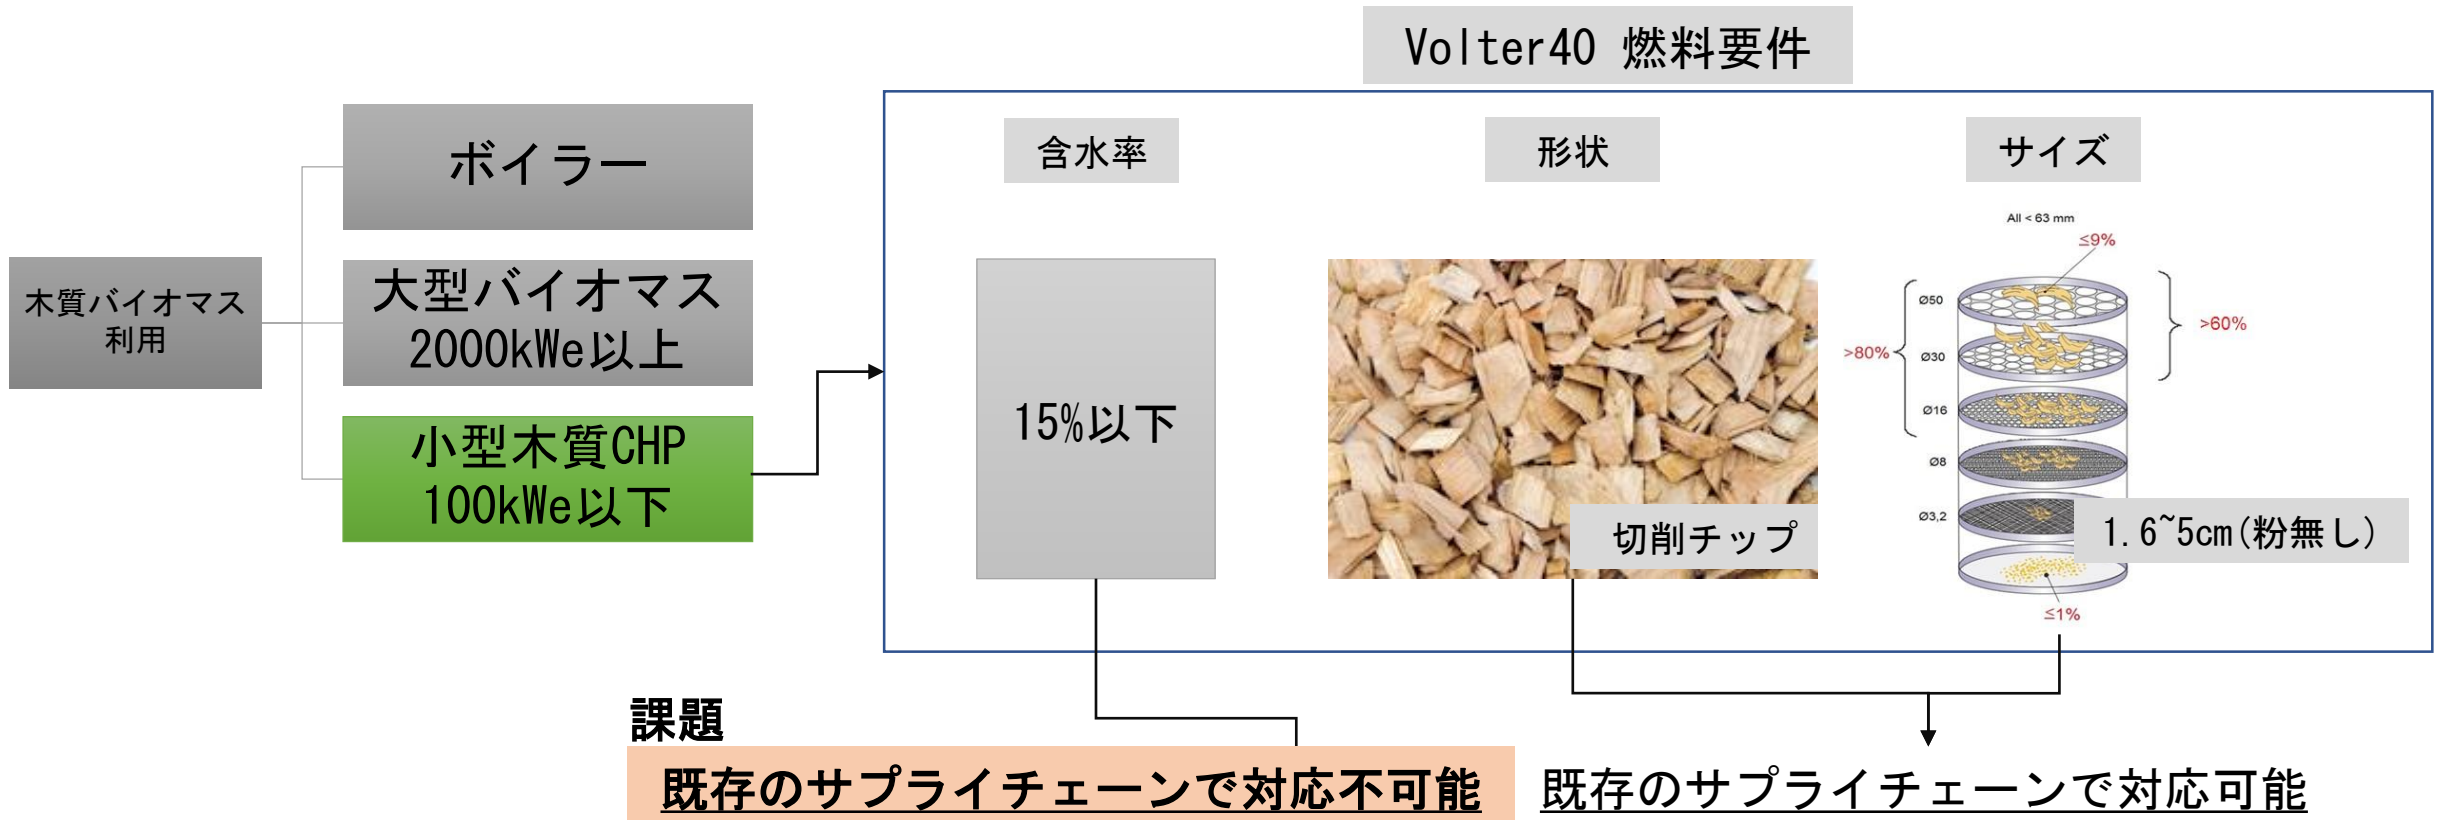 Volter40 燃料要件
木質バイオマス
利用
ボイラー
大型バイオマス
2000kWe以上
小型木質CHP
100kWe以下
含水率
15%以下
形状
切削チップ
サイズ
All < 63 mm
≤9%
Ø50
>60%
>80%
Ø30
Ø16
Ø8
Ø3,2
1.6~5cm(粉無し)
≤1%
課題
既存のサプライチェーンで対応不可能
既存のサプライチェーンで対応可能